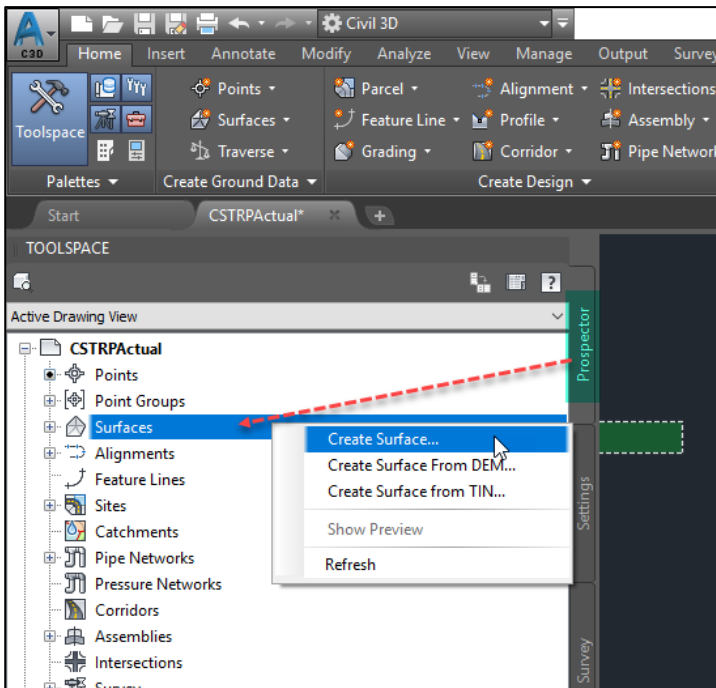 C3D
Civil 3D
Home Insert Annotate Modify Analyze View Manage Output Survey
Toolspace
Points
Surfaces
Traverse
Parcel
Feature Line
Grading
Alignment
Profile
Corridor
Intersections
Assembly
Pipe Network
Palettes
Create Ground Data
Create Design
Start
CSTRPActual*
TOOLSPACE
Active Drawing View
CSTRPActual
Points
Point Groups
Surfaces
Alignments
Feature Lines
Sites
Catchments
Pipe Networks
Pressure Networks
Corridors
Assemblies
Intersections
Survey
Create Surface...
Create Surface From DEM...
Create Surface from TIN...
Show Preview
Refresh
Prospector
Settings
Survey